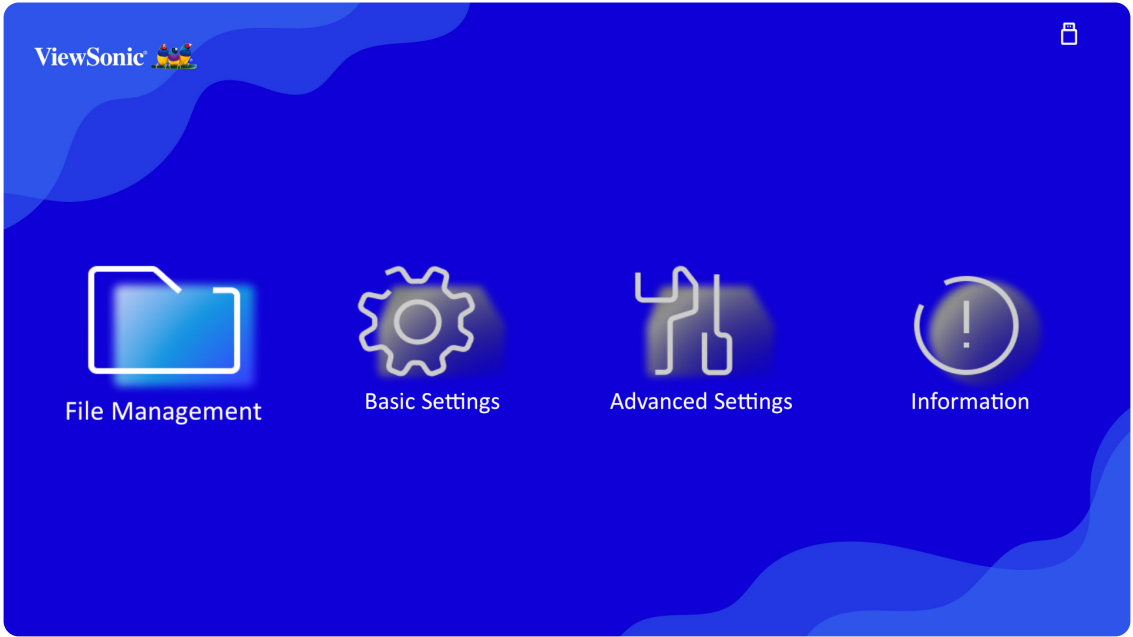 ViewSonic®
File Management
Basic Settings
Advanced Settings
Information